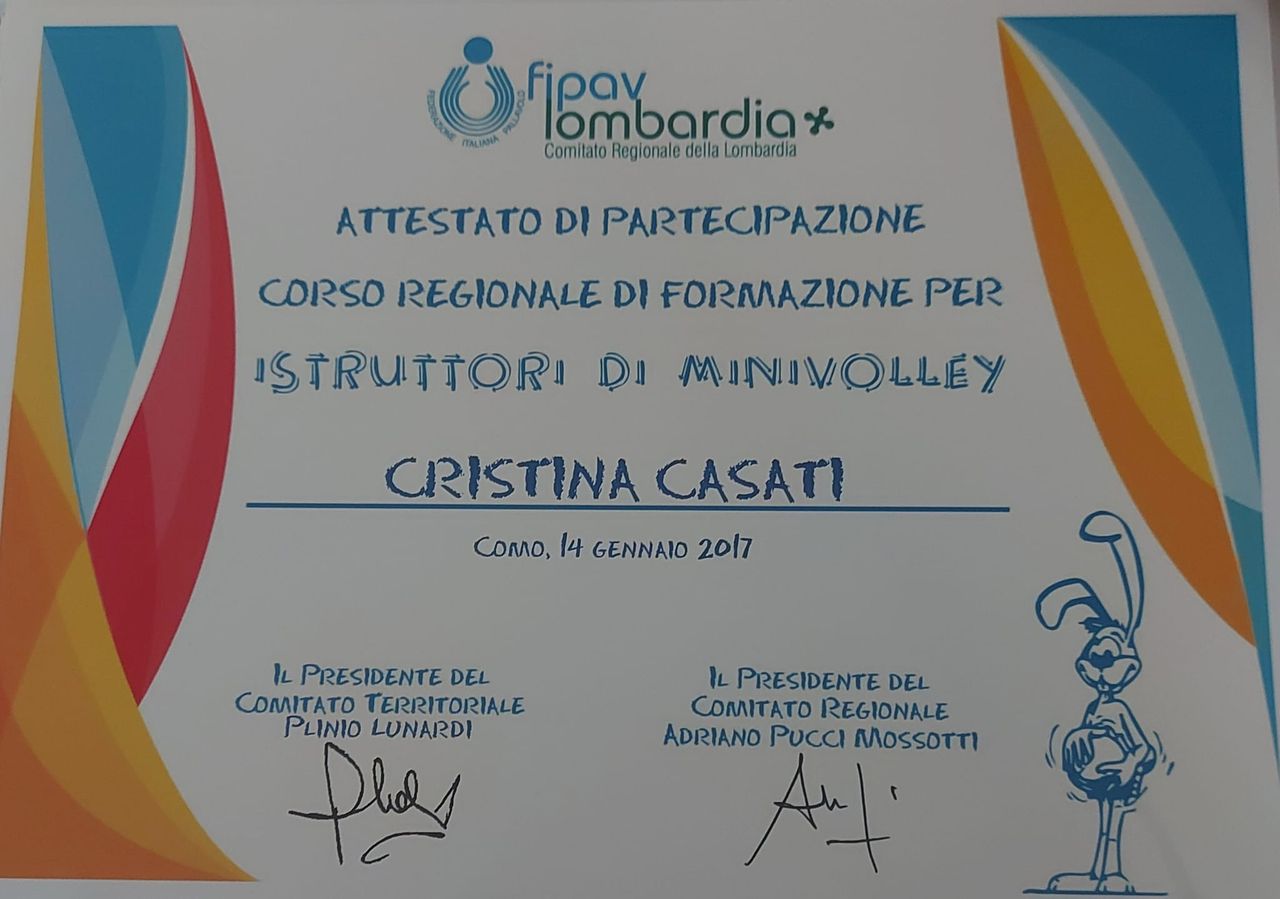 FEDERAZIONE ITALIANA PALLAVOLO
fipav
lombardia
Comitato Regionale della Lombardia
ATTESTATO DI PARTECIPAZIONE
CORSO REGIONALE DI FORMAZIONE PER
ISTRUTTORI DI MINIVOLLEY
CRISTINA CASATI
COMO, 14 GENNAIO 2017
IL PRESIDENTE DEL
COMITATO TERRITORIALE
PLINIO LUNARDI
IL PRESIDENTE DEL
COMITATO REGIONALE
ADRIANO PUCCI MOSSOTTI